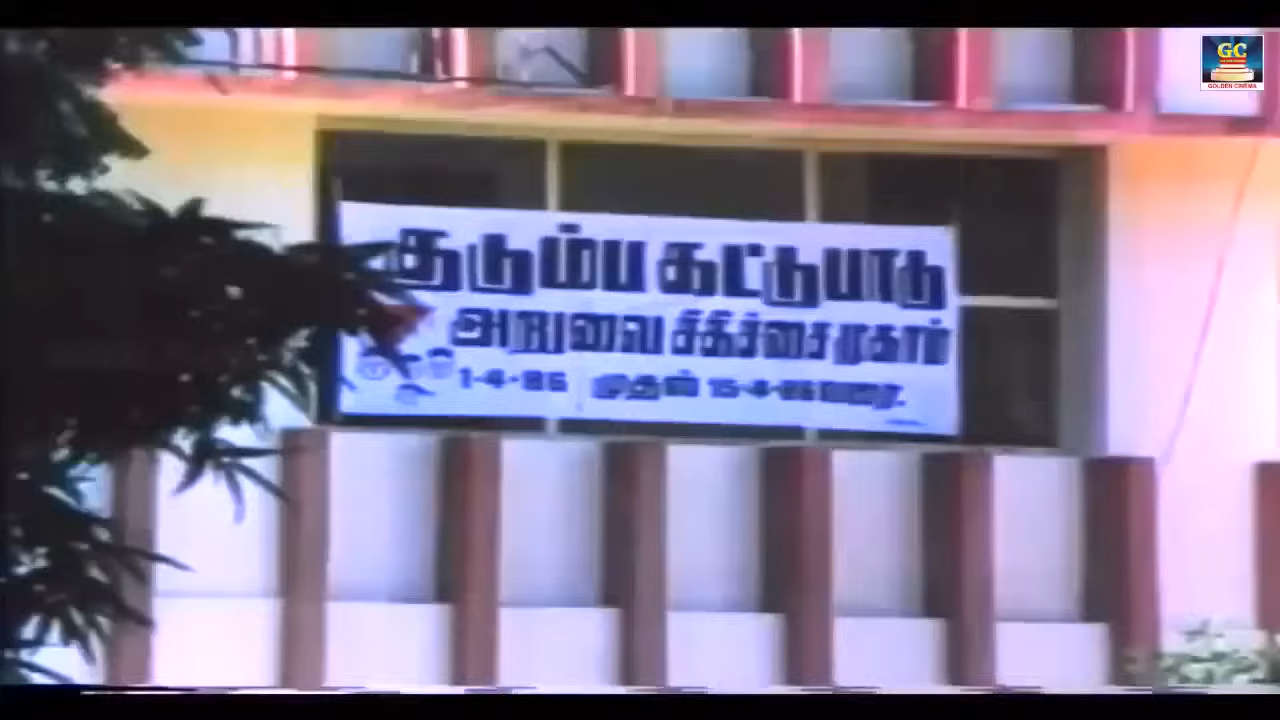 GC
GOLDEN CINEMA
குடும்ப கட்டுபாடு
அறுவை சிகிச்சை முகாம்
1-4-86 முதல் 15-4-86 வரை.